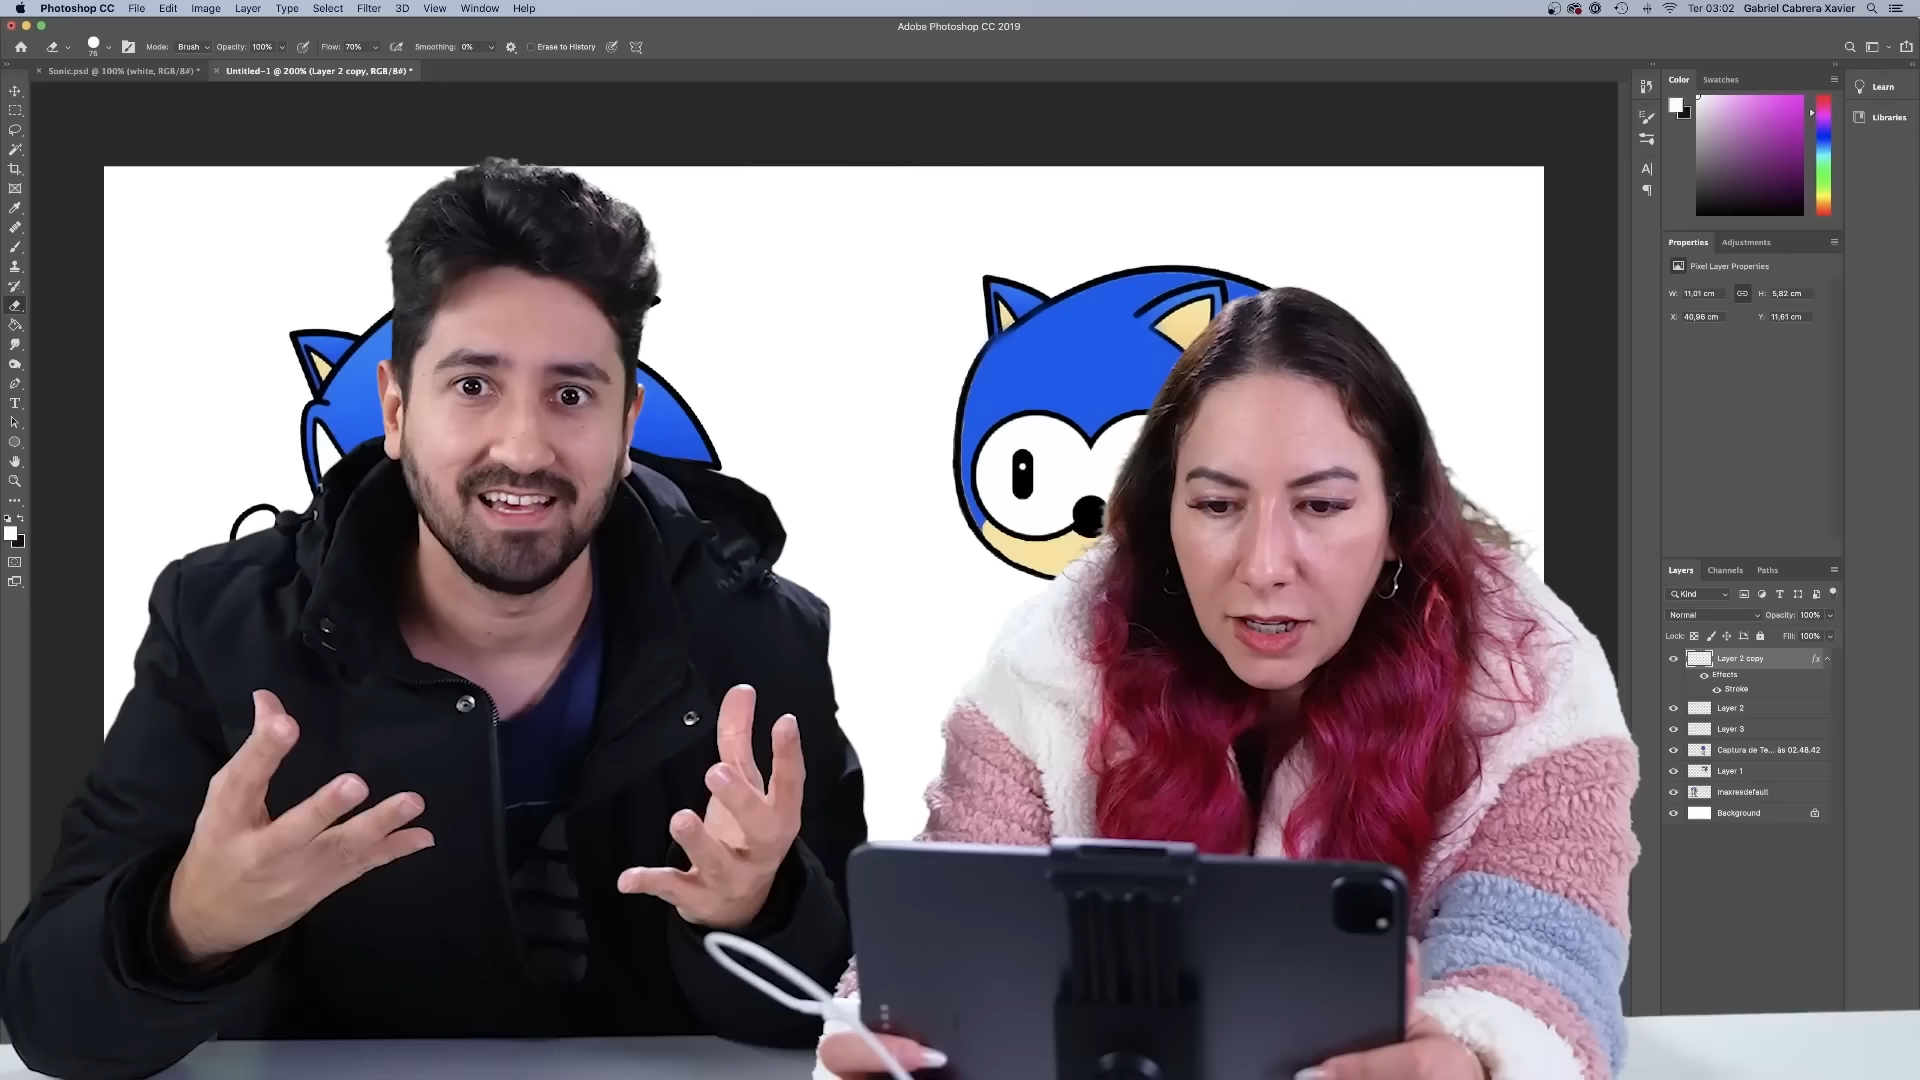 Photoshop CC File Edit Image Layer Type Select Filter 3D View Window Help Ter 03:02 Gabriel Cabrera Xavier
Adobe Photoshop CC 2019
75 Mode: Brush Opacity: 100% Flow: 70% Smoothing: 0% Erase to History
Sonic.psd @ 100% (white, RGB/8#) * Untitled-1 @ 200% (Layer 2 copy, RGB/8#) *
Color Swatches
Learn
Libraries
Properties Adjustments
Pixel Layer Properties
W: 11,01 cm H: 5,82 cm
X: 40,96 cm Y: 11,61 cm
Layers Channels Paths
Kind
Normal Opacity: 100%
Lock: Fill: 100%
Layer 2 copy fx
Effects
Stroke
Layer 2
Layer 3
Captura de Te... às 02.48.42
Layer 1
maxresdefault
Background